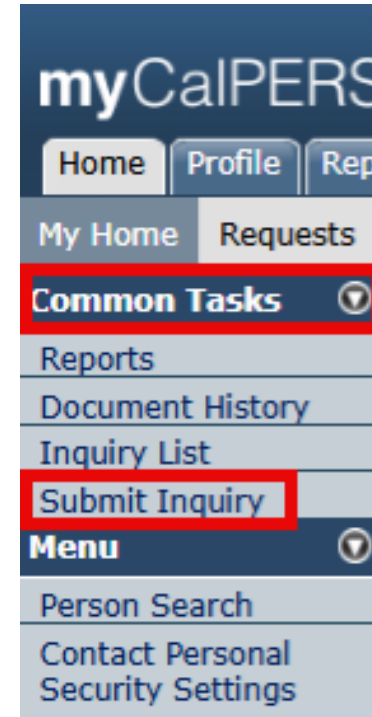 myCalPERS
Home Profile Rep
My Home Requests
Common Tasks
Reports
Document History
Inquiry List
Submit Inquiry
Menu
Person Search
Contact Personal
Security Settings